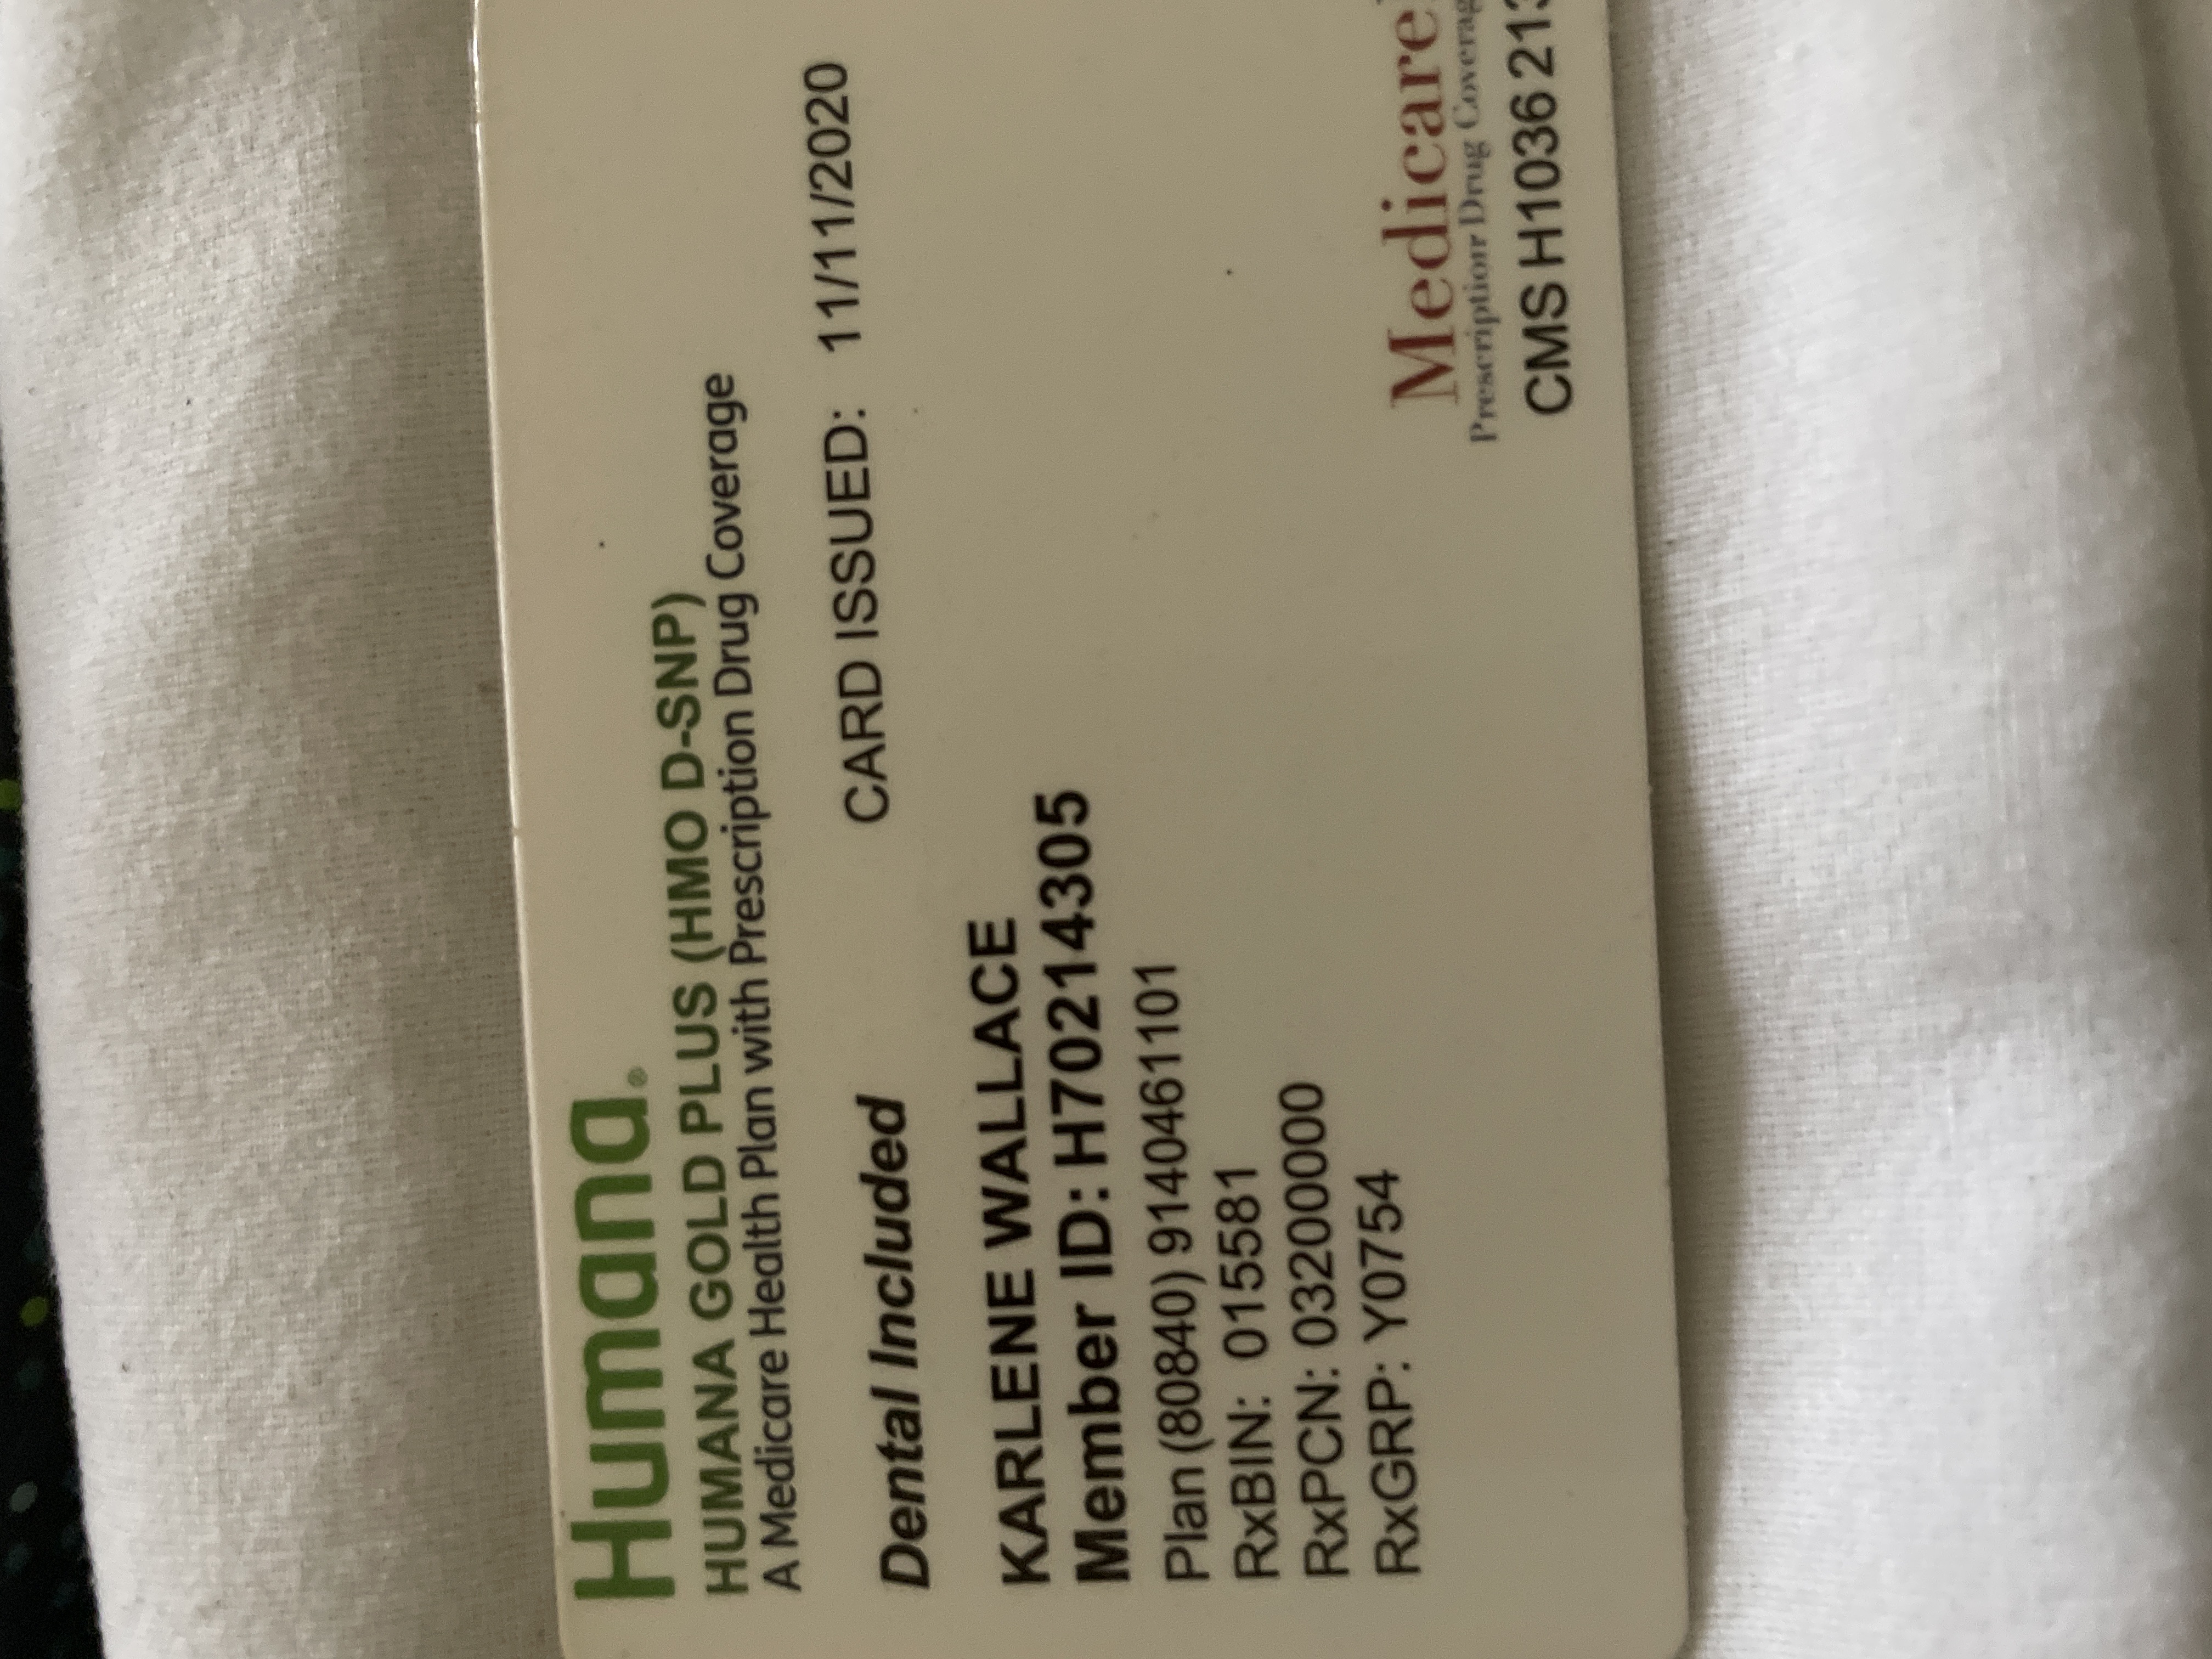 Humana®
HUMANA GOLD PLUS (HMO D-SNP)
A Medicare Health Plan with Prescription Drug Coverage
CARD ISSUED: 11/11/2020
Dental Included
KARLENE WALLACE
Member ID: H70214305
Plan (80840) 9140461101
RxBIN: 015581
RxPCN: 03200000
RxGRP: Y0754
Medicare
Prescription Drug
CMS H1036